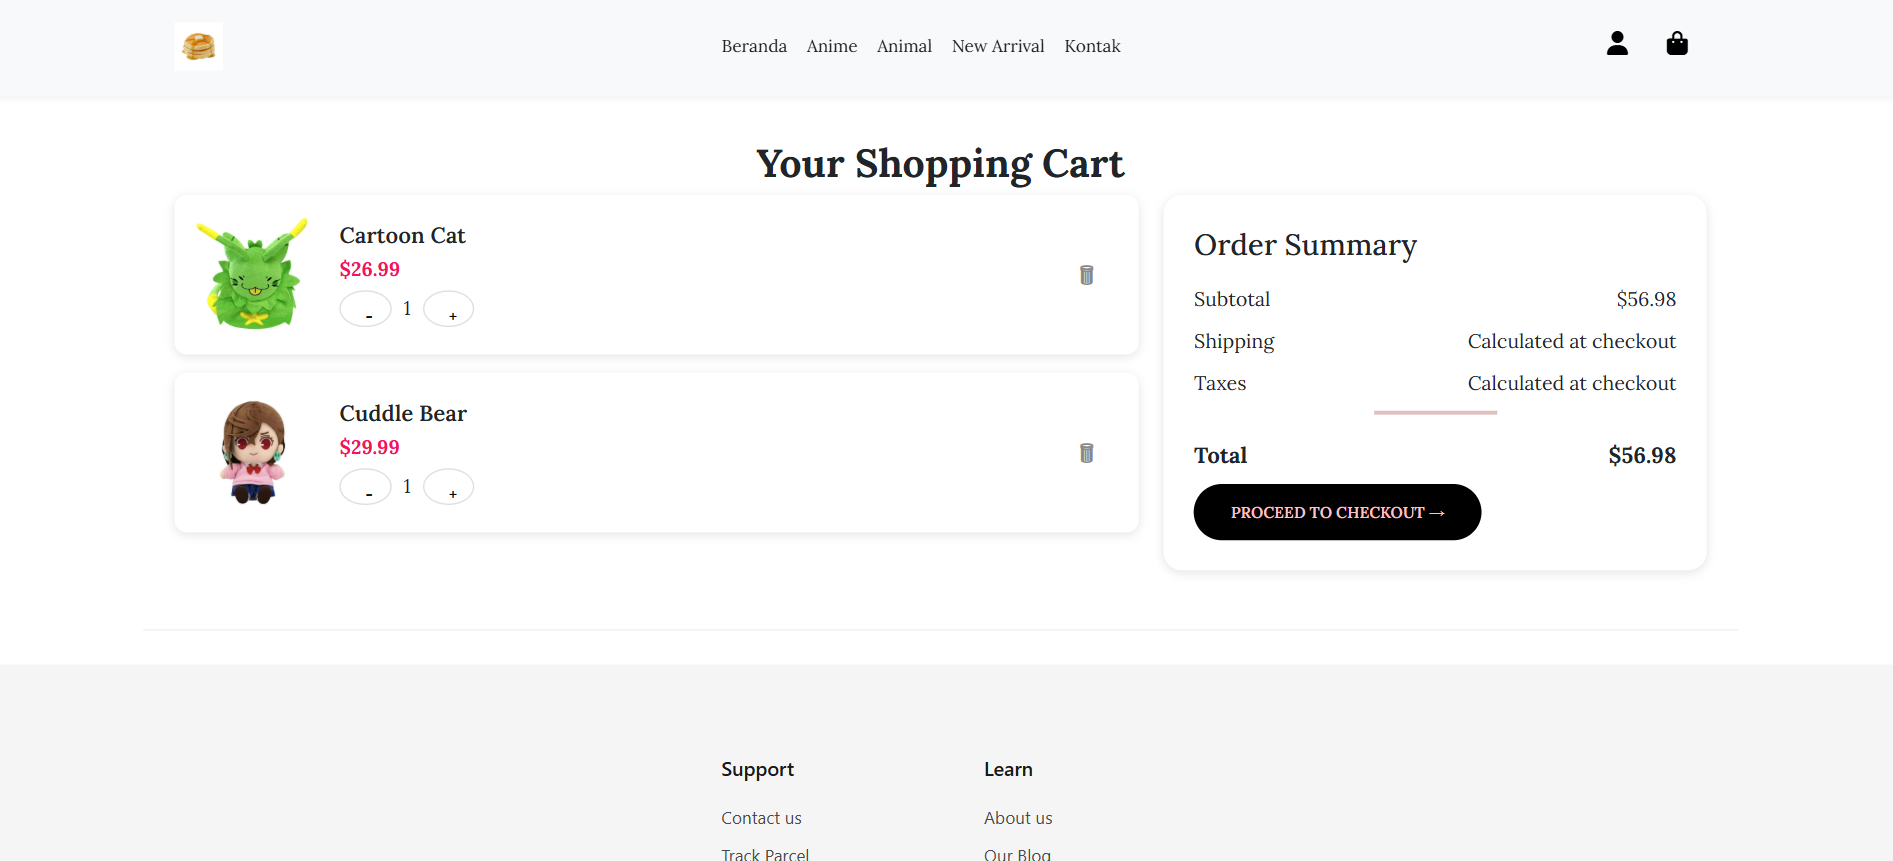 Beranda Anime Animal New Arrival Kontak
Your Shopping Cart
Cartoon Cat
$26.99
- 1 +
Cuddle Bear
$29.99
- 1 +
Order Summary
Subtotal $56.98
Shipping Calculated at checkout
Taxes Calculated at checkout
Total $56.98
PROCEED TO CHECKOUT →
Support
Contact us
Track Parcel
Learn
About us
Our Blog